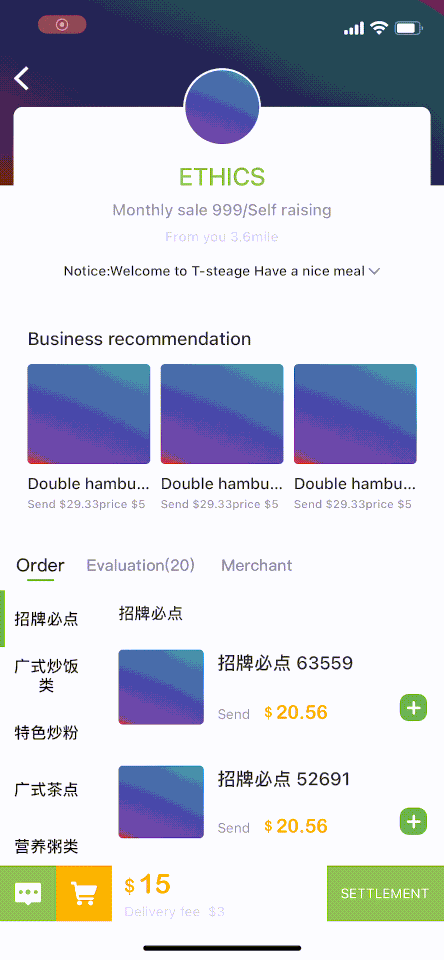 ETHICS
Monthly sale 999/Self raising
From you 3.6mile
Notice:Welcome to T-steage Have a nice meal
Business recommendation
Double hambu... Double hambu... Double hambu...
Send $29.33price $5 Send $29.33price $5 Send $29.33price $5
Order Evaluation(20) Merchant
招牌必点
广式炒饭
类
特色炒粉
广式茶点
营养粥类
招牌必点
招牌必点 63559
Send $ 20.56
招牌必点 52691
Send $ 20.56
$ 15
Delivery fee $3
SETTLEMENT